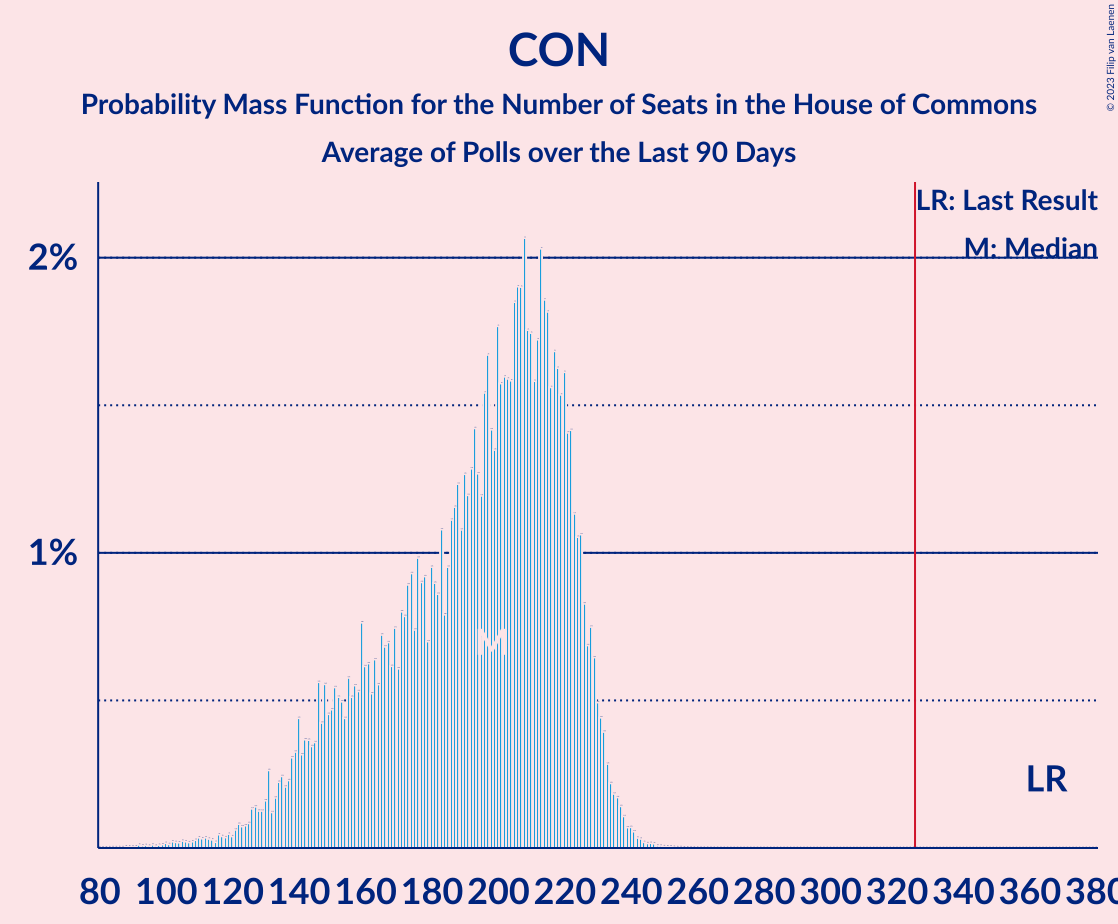 CON
Probability Mass Function for the Number of Seats in the House of Commons
Average of Polls over the Last 90 Days
© 2023 Filip van Laenen
LR: Last Result
M: Median
2%
1%
M
LR
80 100 120 140 160 180 200 220 240 260 280 300 320 340 360 380